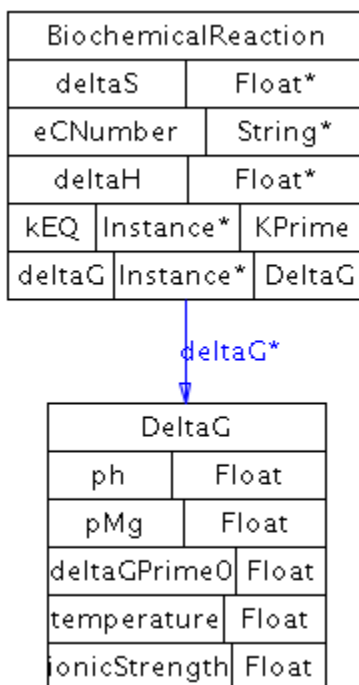 BiochemicalReaction
deltaS Float*
eCNumber String*
deltaH Float*
kEQ Instance* KPrime
deltaG Instance* DeltaG
deltaG*
DeltaG
ph Float
pMg Float
deltaGPrime0 Float
temperature Float
ionicStrength Float